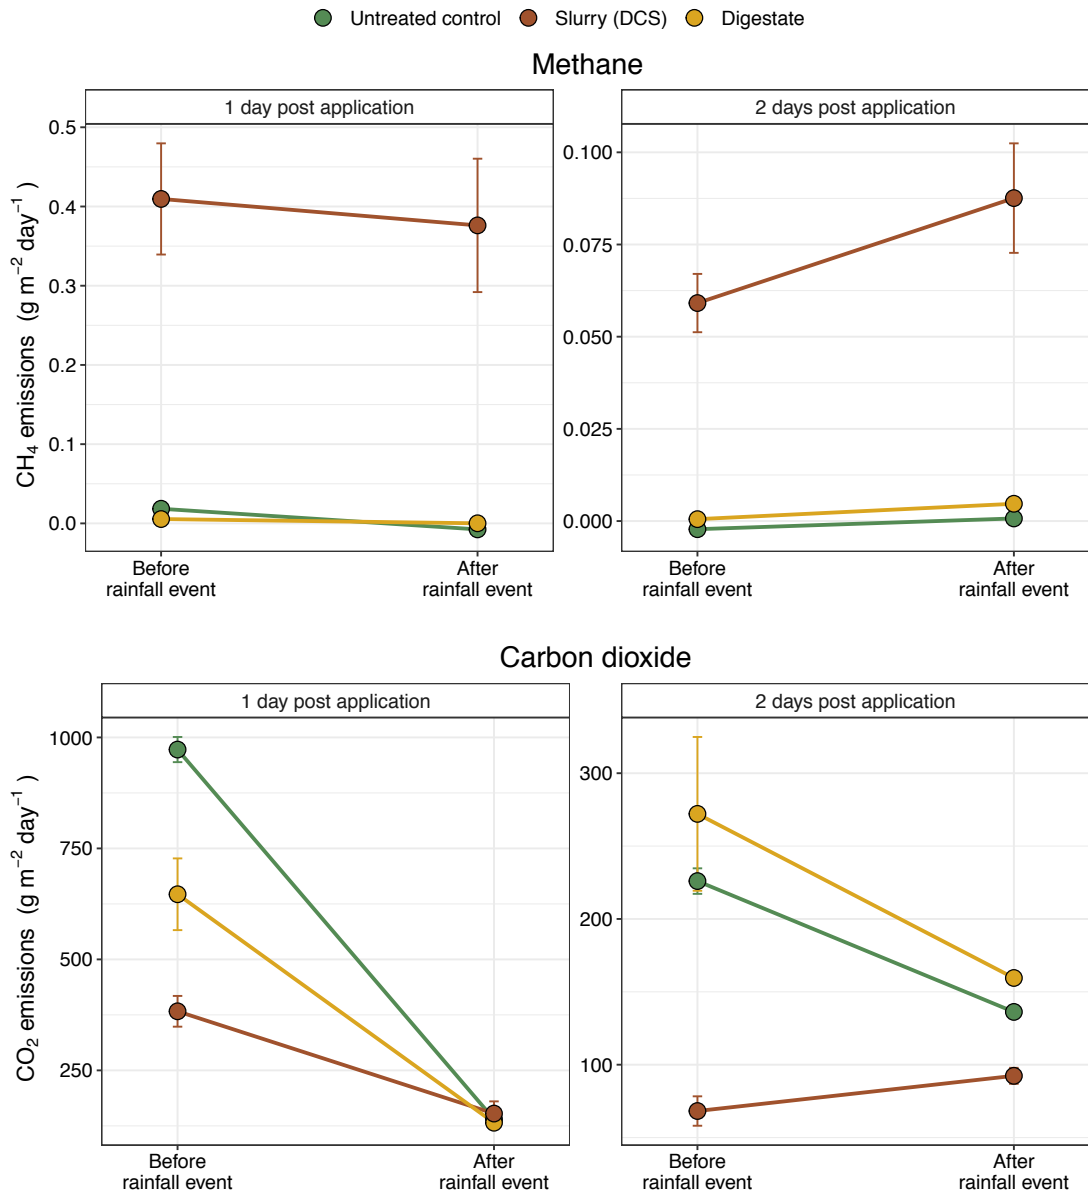 Untreated control Slurry (DCS) Digestate
Methane
1 day post application 2 days post application
CH₄ emissions (g m⁻² day⁻¹ )
0.5
0.4
0.3
0.2
0.1
0.0
0.100
0.075
0.050
0.025
0.000
Before
rainfall event
After
rainfall event
Before
rainfall event
After
rainfall event
Carbon dioxide
1 day post application 2 days post application
CO₂ emissions (g m⁻² day⁻¹ )
1000
750
500
250
300
200
100
Before
rainfall event
After
rainfall event
Before
rainfall event
After
rainfall event